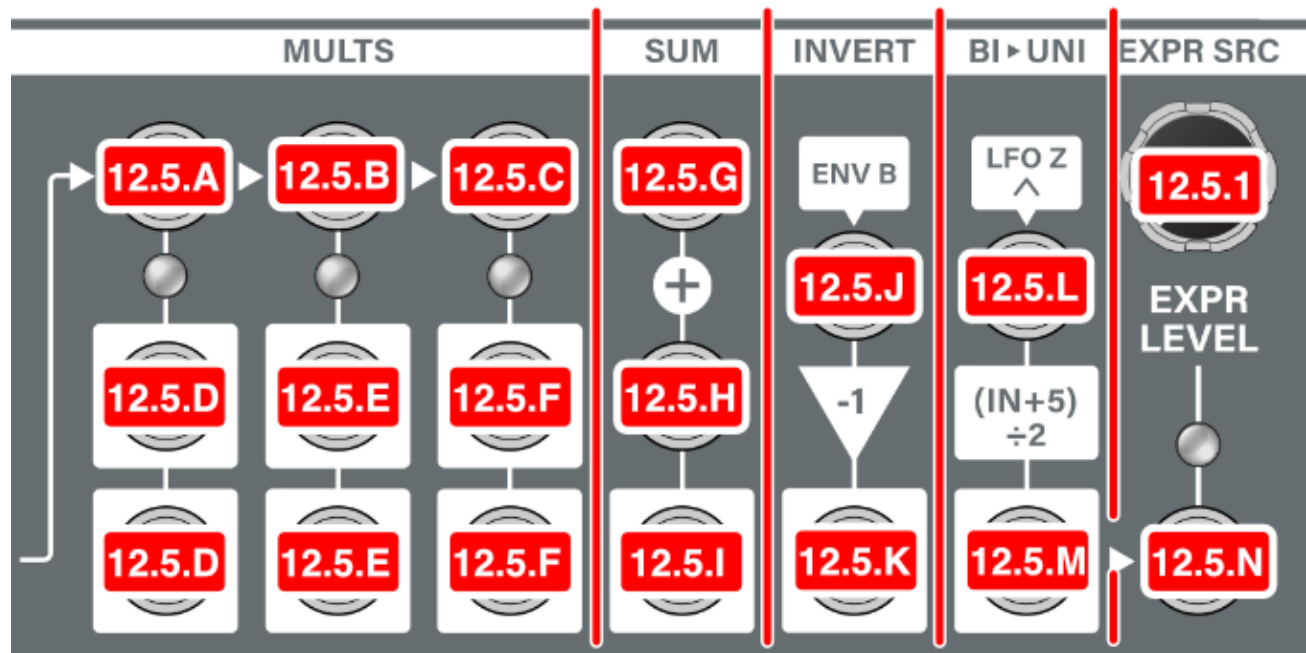 MULTS SUM INVERT BI▸UNI EXPR SRC
12.5.A 12.5.B 12.5.C 12.5.G ENV B LFO Z 12.5.1
12.5.J 12.5.L
+
EXPR
LEVEL
12.5.D 12.5.E 12.5.F 12.5.H -1 (IN+5)
÷2
12.5.D 12.5.E 12.5.F 12.5.I 12.5.K 12.5.M 12.5.N